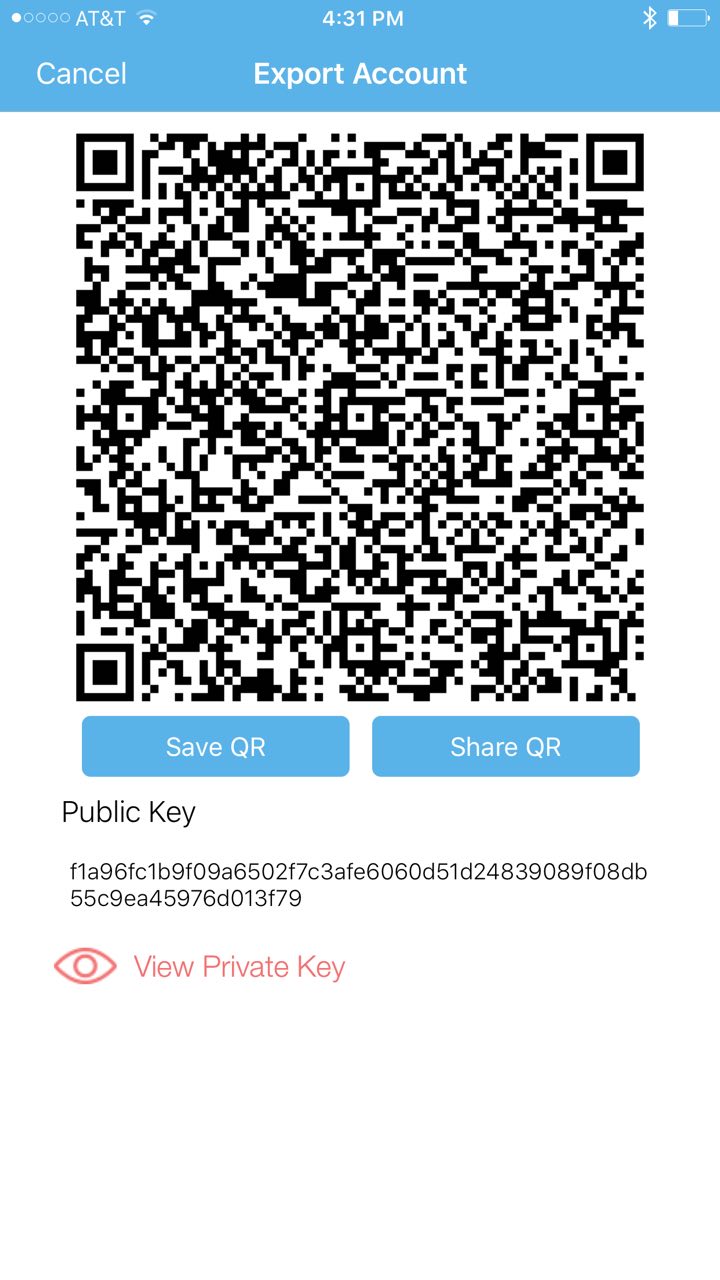 AT&T 4:31 PM
Cancel Export Account
Save QR Share QR
Public Key
f1a96fc1b9f09a6502f7c3afe6060d51d24839089f08db
55c9ea45976d013f79
View Private Key